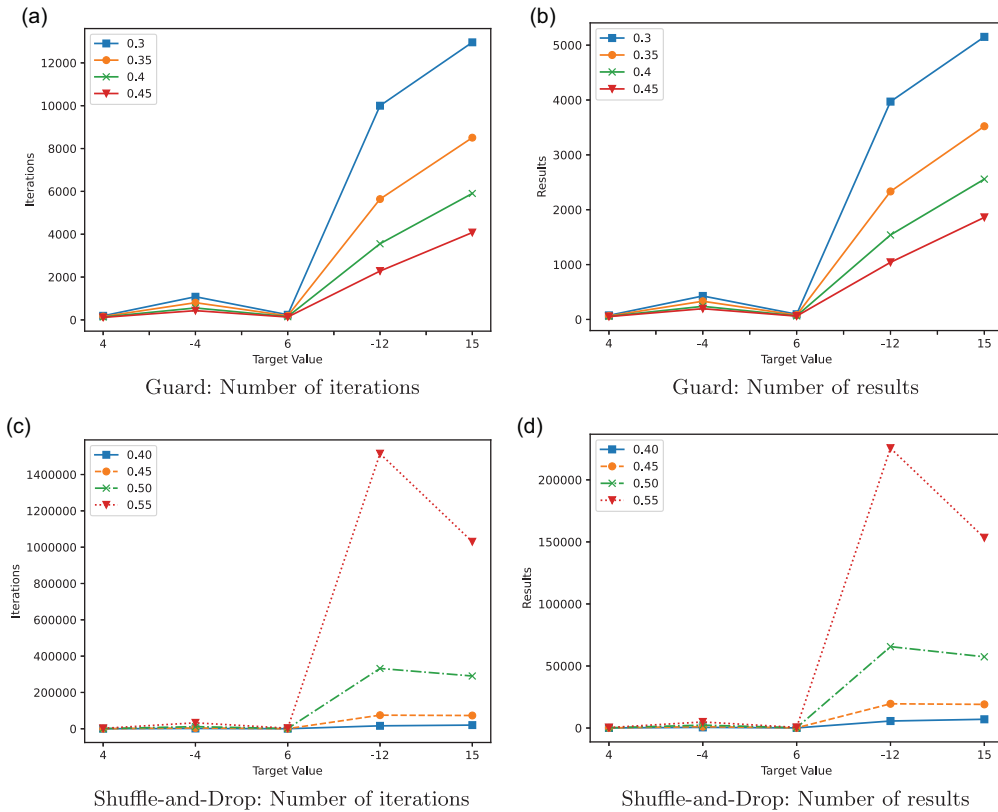 (a)
0.3
0.35
0.4
0.45
12000
10000
8000
6000
4000
2000
0
Iterations
4 -4 6 -12 15
Target Value
Guard: Number of iterations
(b)
0.3
0.35
0.4
0.45
5000
4000
3000
2000
1000
0
Results
4 -4 6 -12 15
Target Value
Guard: Number of results
(c)
0.40
0.45
0.50
0.55
1400000
1200000
1000000
800000
600000
400000
200000
0
Iterations
4 -4 6 -12 15
Target Value
Shuffle-and-Drop: Number of iterations
(d)
0.40
0.45
0.50
0.55
200000
150000
100000
50000
0
Results
4 -4 6 -12 15
Target Value
Shuffle-and-Drop: Number of results